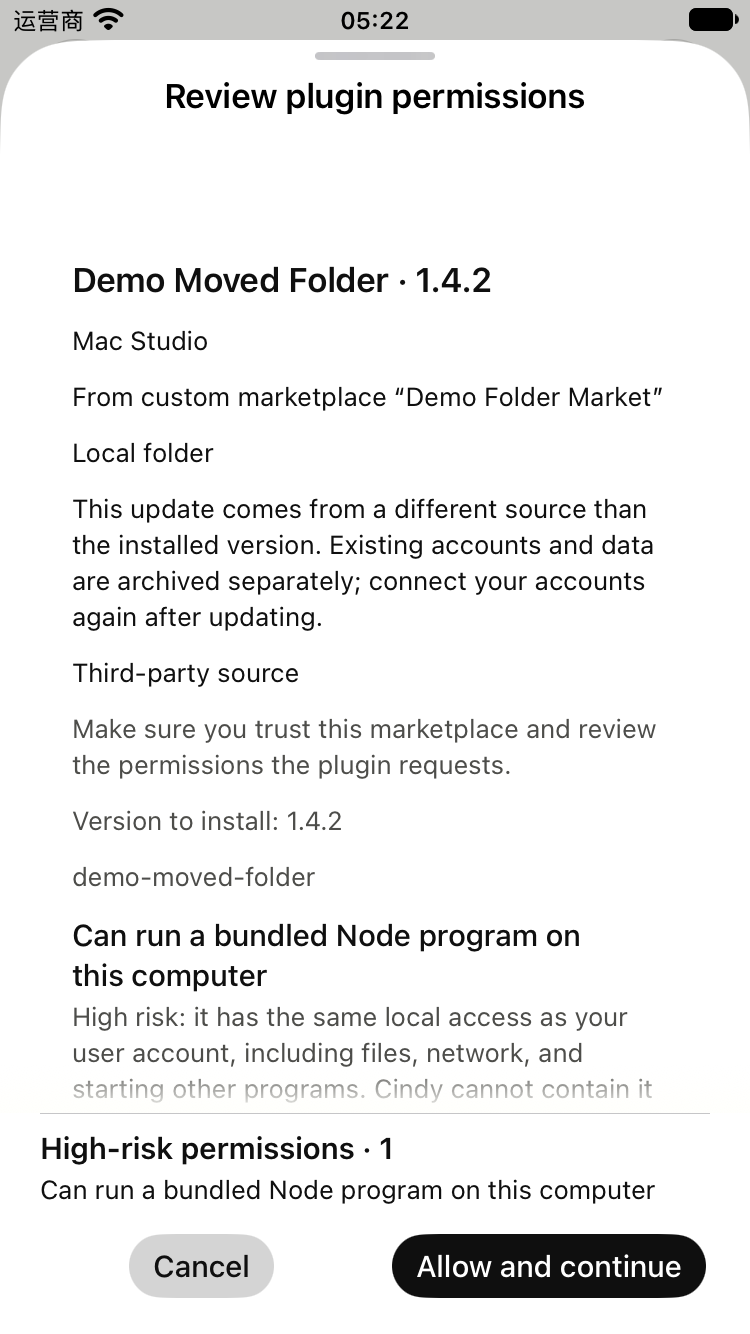 运营商
05:22
Review plugin permissions
Demo Moved Folder · 1.4.2
Mac Studio
From custom marketplace “Demo Folder Market”
Local folder
This update comes from a different source than
the installed version. Existing accounts and data
are archived separately; connect your accounts
again after updating.
Third-party source
Make sure you trust this marketplace and review
the permissions the plugin requests.
Version to install: 1.4.2
demo-moved-folder
Can run a bundled Node program on
this computer
High risk: it has the same local access as your
user account, including files, network, and
starting other programs. Cindy cannot contain it
High-risk permissions · 1
Can run a bundled Node program on this computer
Cancel
Allow and continue